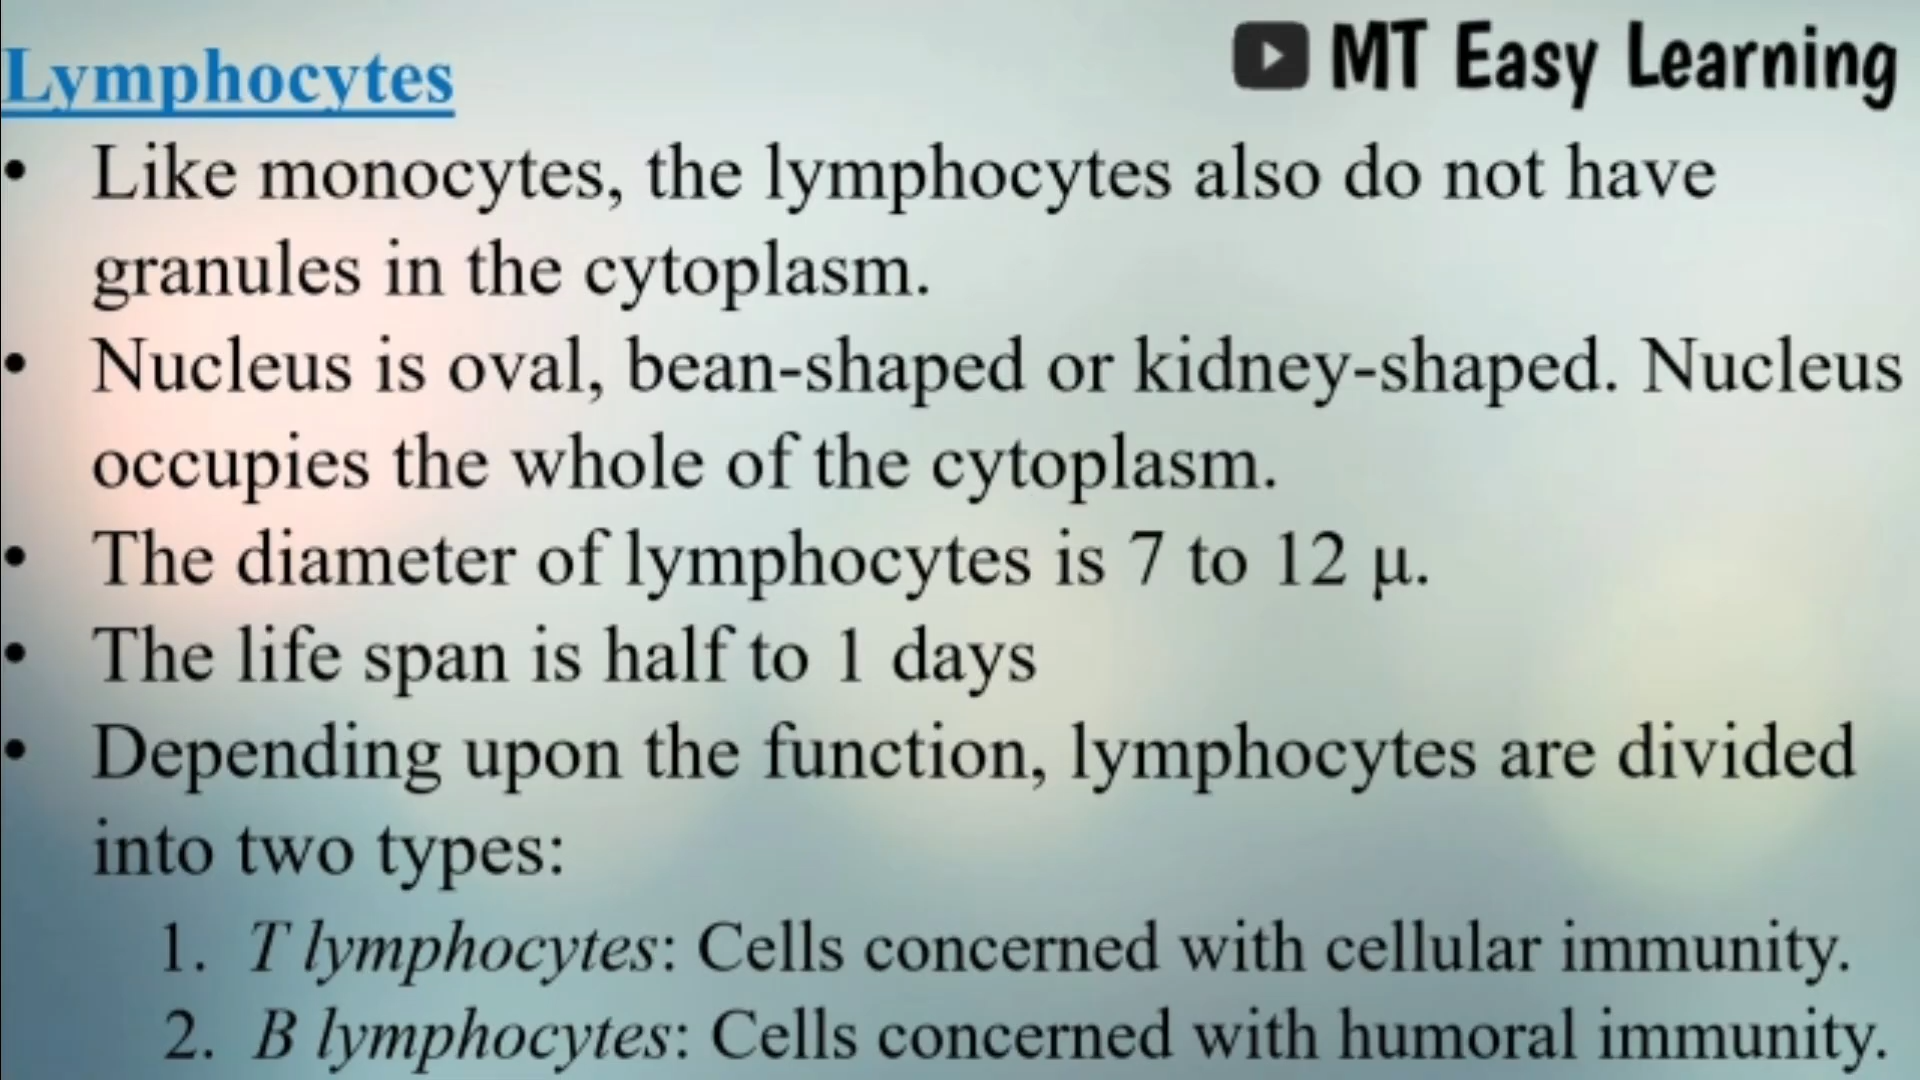 MT Easy Learning
Lymphocytes
• Like monocytes, the lymphocytes also do not have
granules in the cytoplasm.
• Nucleus is oval, bean-shaped or kidney-shaped. Nucleus
occupies the whole of the cytoplasm.
• The diameter of lymphocytes is 7 to 12 μ.
• The life span is half to 1 days
• Depending upon the function, lymphocytes are divided
into two types:
1. T lymphocytes: Cells concerned with cellular immunity.
2. B lymphocytes: Cells concerned with humoral immunity.